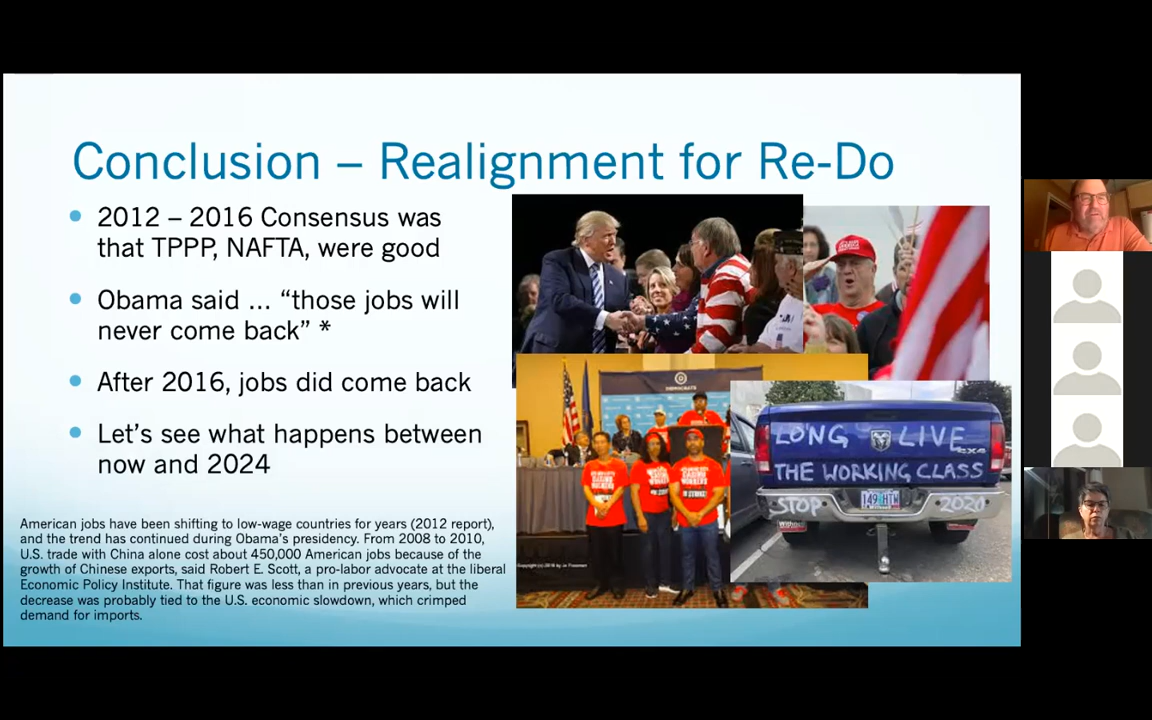 Conclusion – Realignment for Re-Do
2012 – 2016 Consensus was
that TPPP, NAFTA, were good
Obama said ... “those jobs will
never come back” *
After 2016, jobs did come back
Let’s see what happens between
now and 2024
American jobs have been shifting to low-wage countries for years (2012 report),
and the trend has continued during Obama’s presidency. From 2008 to 2010,
U.S. trade with China alone cost about 450,000 American jobs because of the
growth of Chinese exports, said Robert E. Scott, a pro-labor advocate at the liberal
Economic Policy Institute. That figure was less than in previous years, but the
decrease was probably tied to the U.S. economic slowdown, which crimped
demand for imports.
DEMOCRATS
CASINO
WORKERS
LONG LIVE
THE WORKING CLASS
STOP
149 HTW
2020